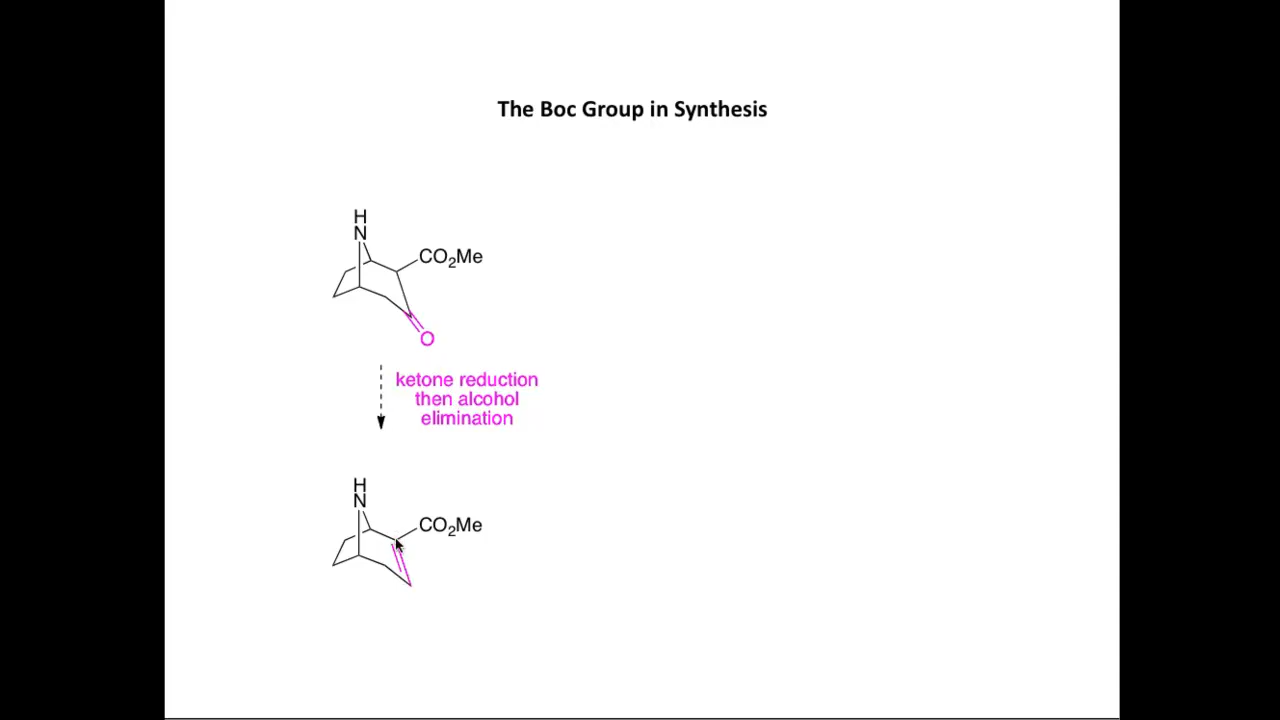 The Boc Group in Synthesis
H
N
CO₂Me
O
ketone reduction
then alcohol
elimination
H
N
CO₂Me